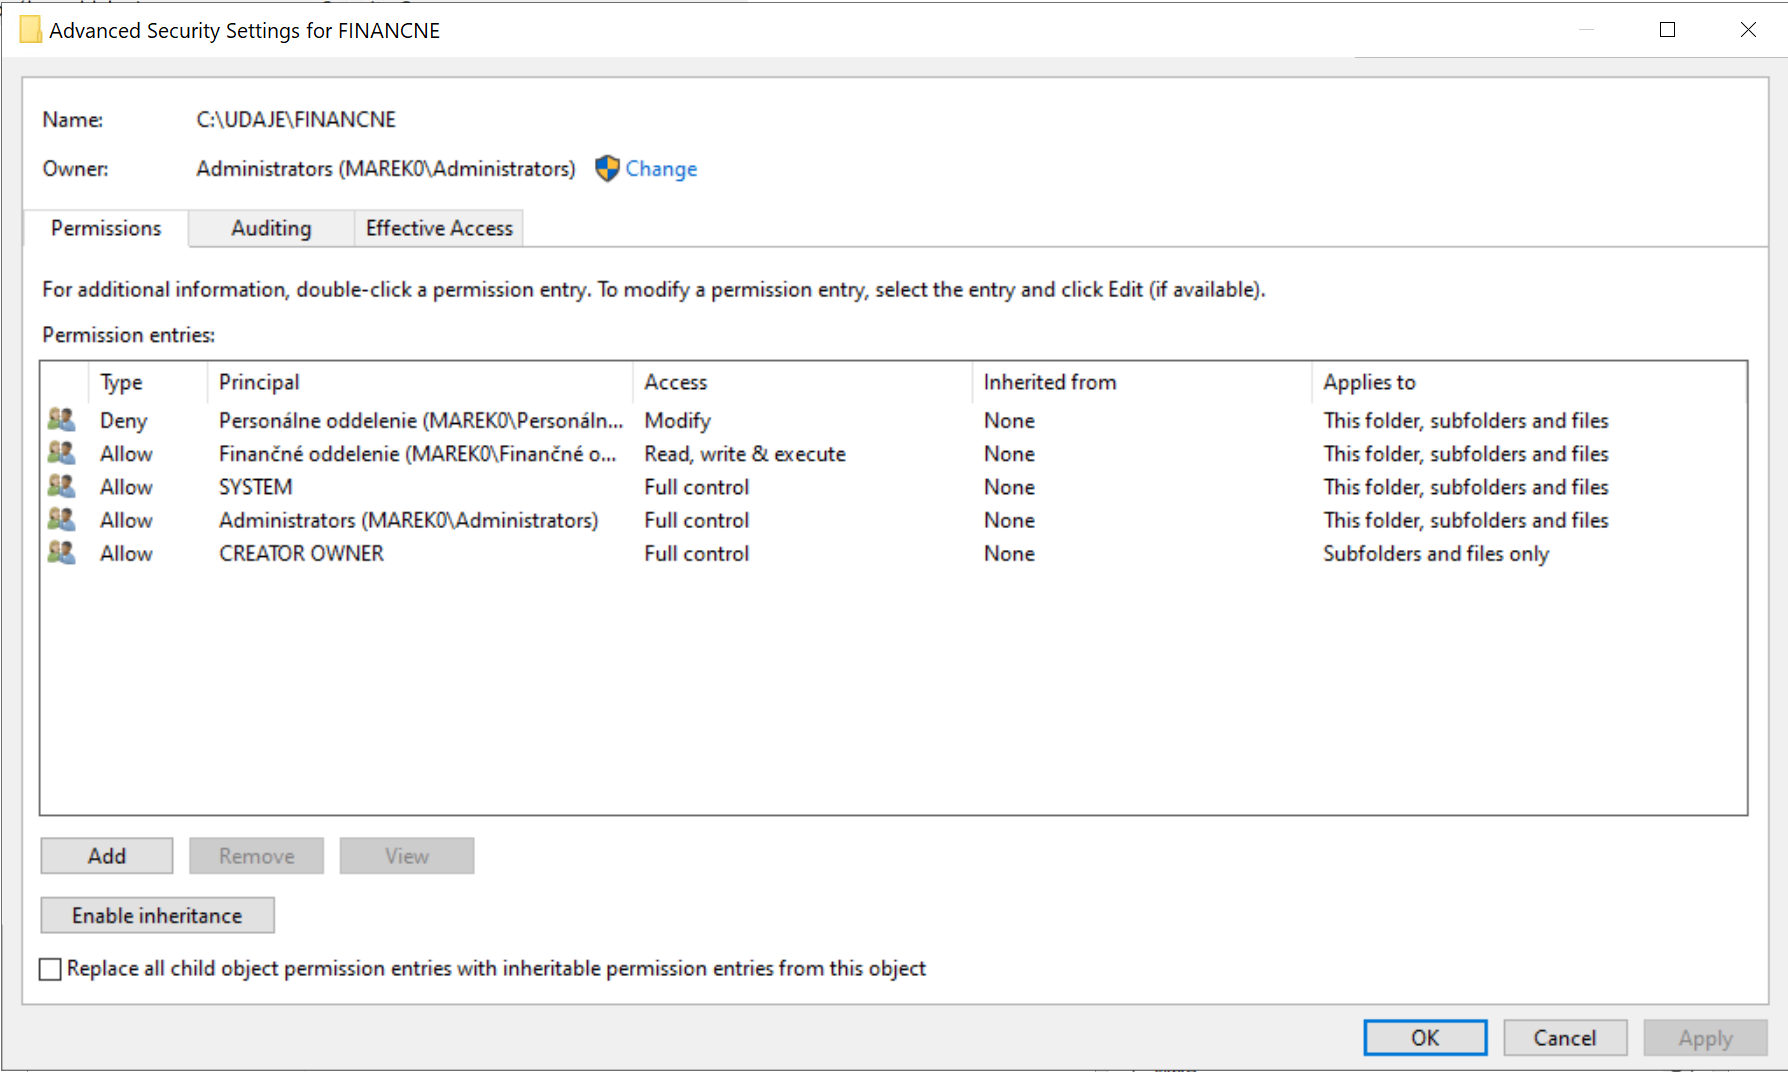 Advanced Security Settings for FINANCNE
Name: C:\UDAJE\FINANCNE
Owner: Administrators (MAREK0\Administrators) Change
Permissions Auditing Effective Access
For additional information, double-click a permission entry. To modify a permission entry, select the entry and click Edit (if available).
Permission entries:
Type Principal Access Inherited from Applies to
Deny Personálne oddelenie (MAREK0\Personáln... Modify None This folder, subfolders and files
Allow Finančné oddelenie (MAREK0\Finančné o... Read, write & execute None This folder, subfolders and files
Allow SYSTEM Full control None This folder, subfolders and files
Allow Administrators (MAREK0\Administrators) Full control None This folder, subfolders and files
Allow CREATOR OWNER Full control None Subfolders and files only
Add Remove View
Enable inheritance
Replace all child object permission entries with inheritable permission entries from this object
OK Cancel Apply